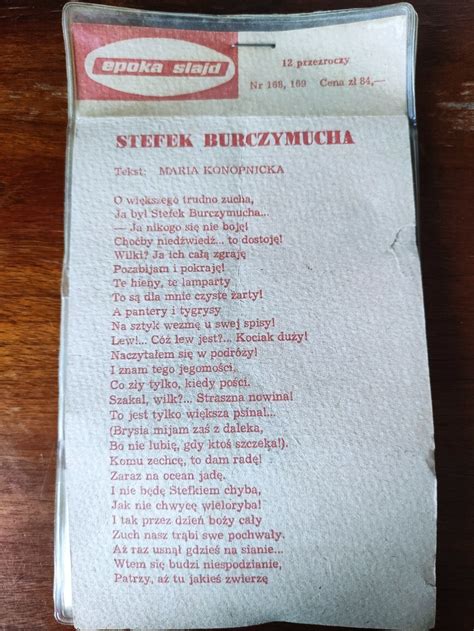 epoka slajd
12 przezroczy
Nr 168, 169 Cena zł 84,—
STEFEK BURCZYMUCHA
Tekst: MARIA KONOPNICKA
O większego trudno zucha,
Ja był Stefek Burczymucha...
— Ja nikogo się nie boję!
Choćby niedźwiedź... to dostoję!
Wilki? Ja ich całą zgraję
Pozabijam i pokraję!
Te hieny, te lamparty
To są dla mnie czyste żarty!
A pantery i tygrysy
Na sztyk wezmę u swej spisy!
Lew!... Cóż lew jest?... Kociak duży!
Naczytałem się w podróży!
I znam tego jegomości,
Co zły tylko, kiedy pości.
Szakal, wilk?... Straszna nowina!
To jest tylko większa psina!...
(Brysia mijam zaś z daleka,
Bo nie lubię, gdy ktoś szczeka!).
Komu zechcę, to dam radę!
Zaraz na ocean jadę.
I nie będę Stefkiem chyba,
Jak nie chwycę wieloryba!
I tak przez dzień boży cały
Zuch nasz trąbi swe pochwały.
Aż raz usnął gdzieś na sianie...
Wtem się budzi niespodzianie,
Patrzy, aż tu jakieś zwierzę